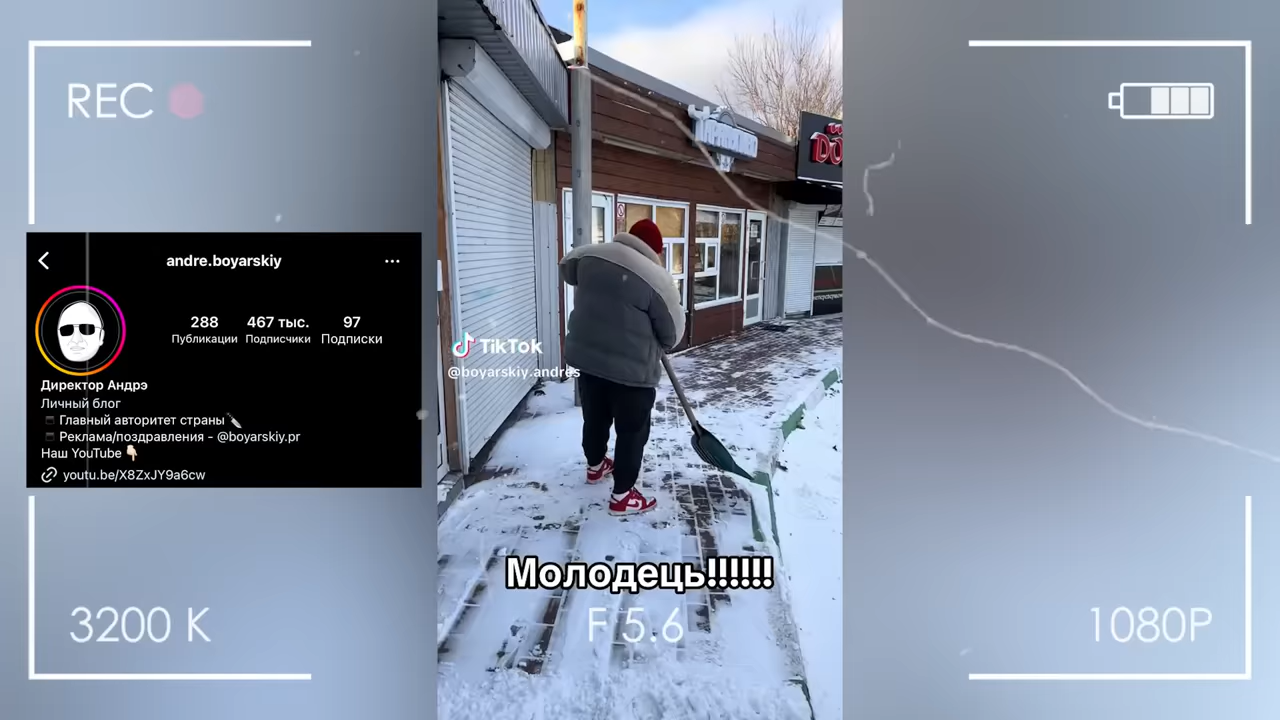 REC
andre.boyarskiy
288
467 тыс.
97
Публикации
Подписчики
Подписки
Директор Андрэ
Личный блог
Главный авторитет страны
Реклама/поздравления - @boyarskiy.pr
Наш YouTube
youtu.be/X8ZxJY9a6cw
TikTok
@boyarskiy.andres
Молодець!!!!!!
F 5.6
3200 K
1080P